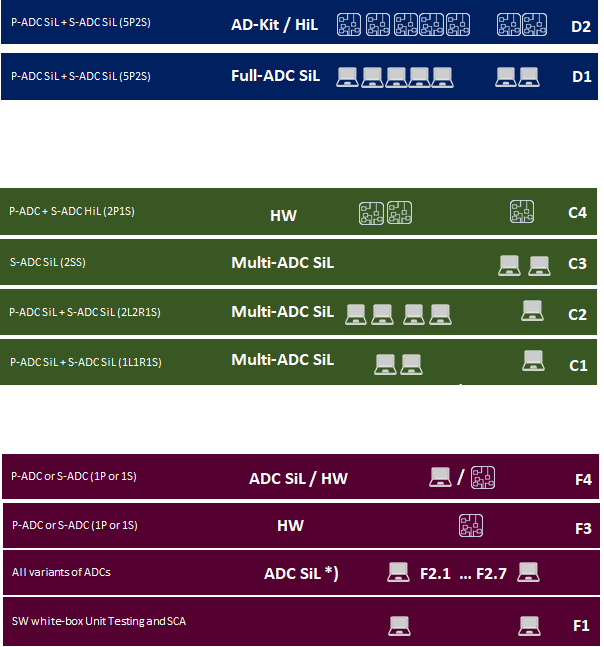 P-ADC SiL + S-ADC SiL (5P2S) AD-Kit / HiL D2
P-ADC SiL + S-ADC SiL (5P2S) Full-ADC SiL D1
P-ADC + S-ADC HiL (2P1S) HW C4
S-ADC SiL (2SS) Multi-ADC SiL C3
P-ADC SiL + S-ADC SiL (2L2R1S) Multi-ADC SiL C2
P-ADC SiL + S-ADC SiL (1L1R1S) Multi-ADC SiL C1
P-ADC or S-ADC (1P or 1S) ADC SiL / HW / F4
P-ADC or S-ADC (1P or 1S) HW F3
All variants of ADCs ADC SiL *) F2.1 ... F2.7
SW white-box Unit Testing and SCA F1